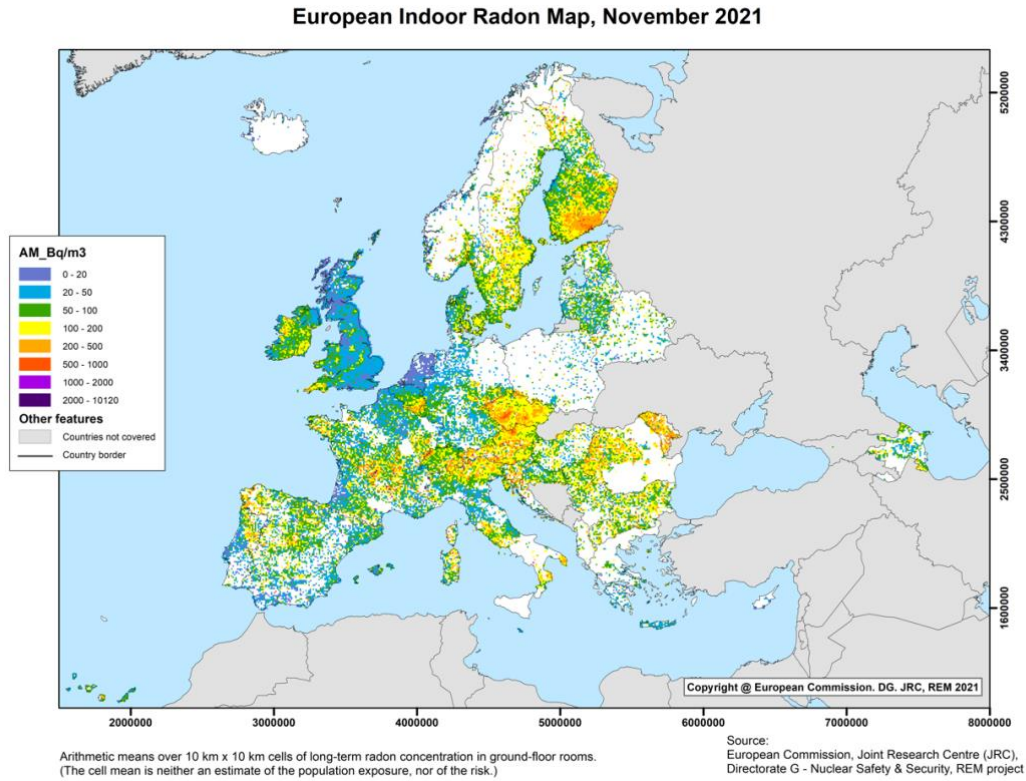 European Indoor Radon Map, November 2021
AM_Bq/m3
0 - 20
20 - 50
50 - 100
100 - 200
200 - 500
500 - 1000
1000 - 2000
2000 - 10120
Other features
Countries not covered
Country border
5200000
4300000
3400000
2500000
1600000
Copyright @ European Commission. DG. JRC, REM 2021
2000000
3000000
4000000
5000000
6000000
7000000
8000000
Arithmetic means over 10 km x 10 km cells of long-term radon concentration in ground-floor rooms.
(The cell mean is neither an estimate of the population exposure, nor of the risk.)
Source:
European Commission, Joint Research Centre (JRC),
Directorate G - Nuclear Safety & Security, REM project